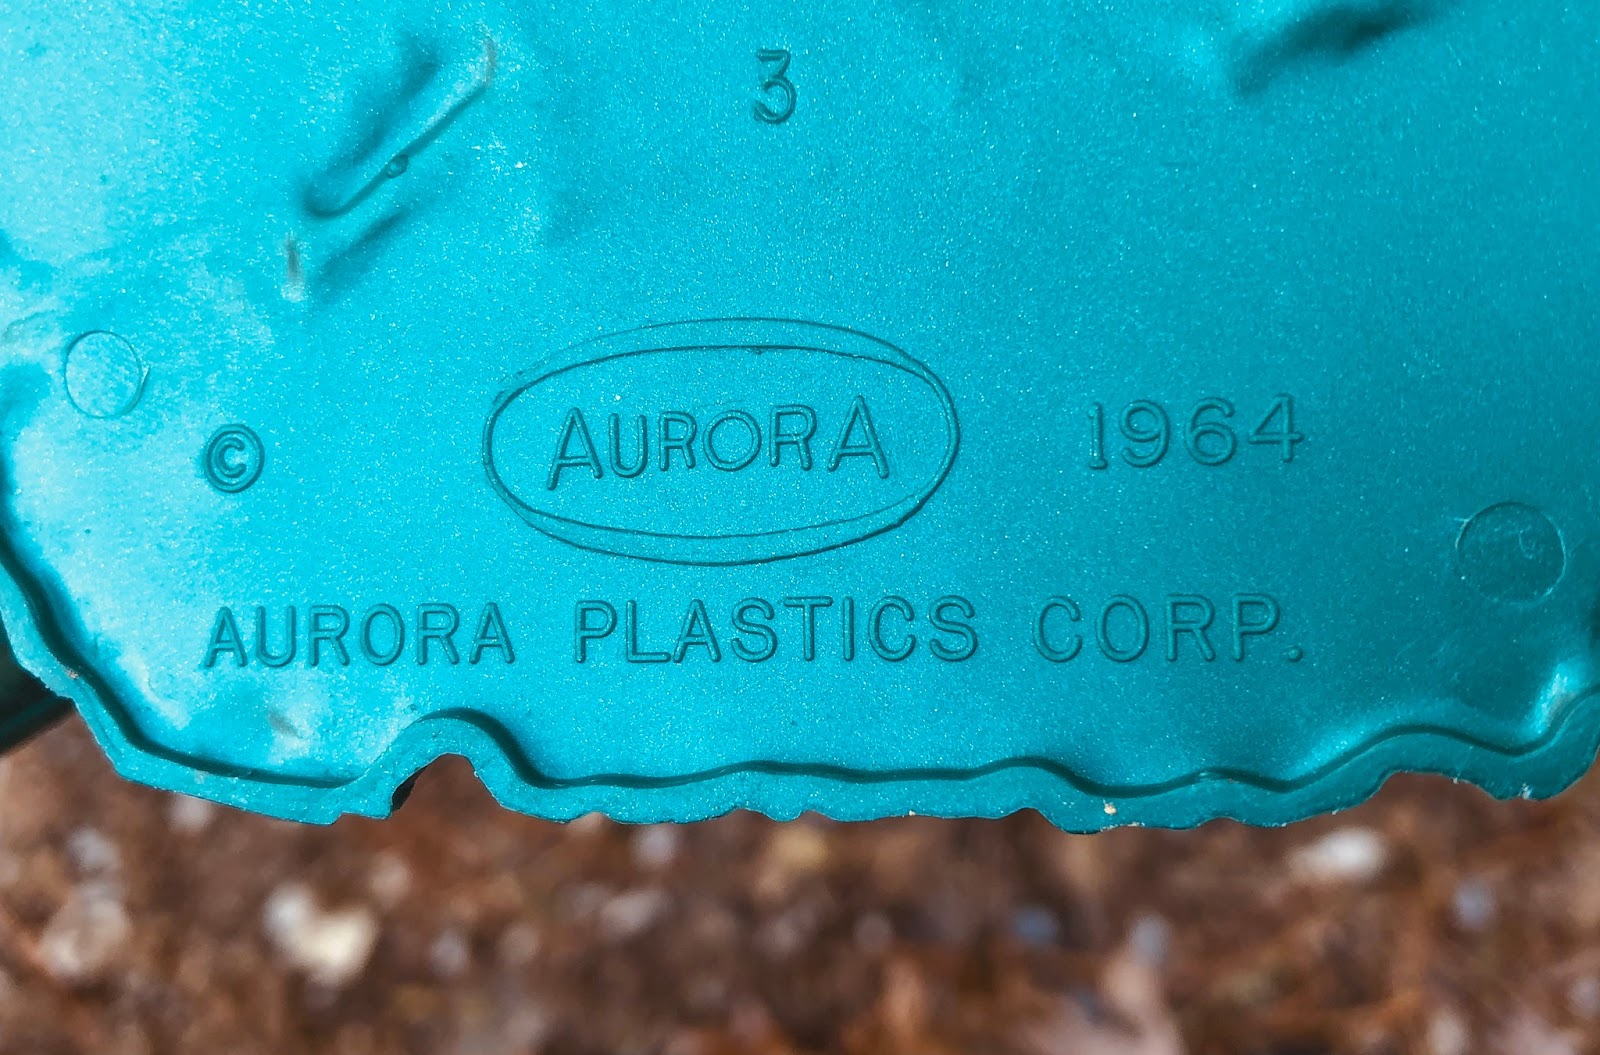 3
© AURORA 1964
AURORA PLASTICS CORP.